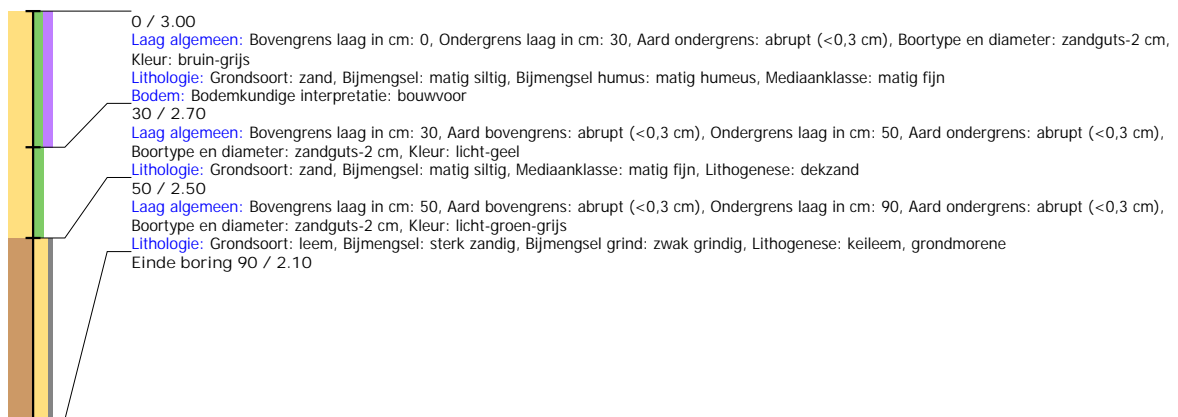 0 / 3.00
Laag algemeen: Bovengrens laag in cm: 0, Ondergrens laag in cm: 30, Aard ondergrens: abrupt (<0,3 cm), Boortype en diameter: zandguts-2 cm,
Kleur: bruin-grijs
Lithologie: Grondsoort: zand, Bijmengsel: matig siltig, Bijmengsel humus: matig humeus, Mediaanklasse: matig fijn
Bodem: Bodemkundige interpretatie: bouwvoor
30 / 2.70
Laag algemeen: Bovengrens laag in cm: 30, Aard bovengrens: abrupt (<0,3 cm), Ondergrens laag in cm: 50, Aard ondergrens: abrupt (<0,3 cm),
Boortype en diameter: zandguts-2 cm, Kleur: licht-geel
Lithologie: Grondsoort: zand, Bijmengsel: matig siltig, Mediaanklasse: matig fijn, Lithogenese: dekzand
50 / 2.50
Laag algemeen: Bovengrens laag in cm: 50, Aard bovengrens: abrupt (<0,3 cm), Ondergrens laag in cm: 90, Aard ondergrens: abrupt (<0,3 cm),
Boortype en diameter: zandguts-2 cm, Kleur: licht-groen-grijs
Lithologie: Grondsoort: leem, Bijmengsel: sterk zandig, Bijmengsel grind: zwak grindig, Lithogenese: keileem, grondmorene
Einde boring 90 / 2.10